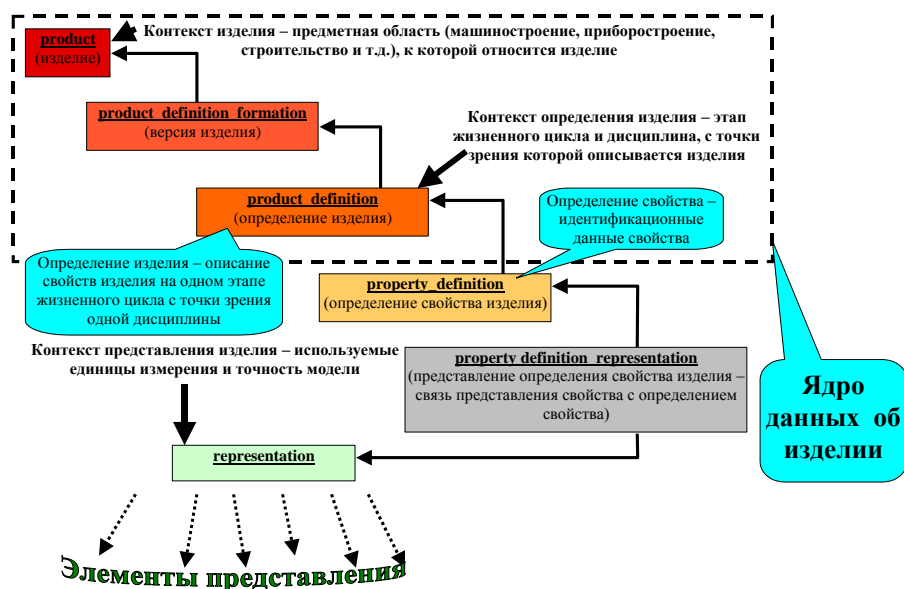 product
(изделие)
Контекст изделия – предметная область (машиностроение, приборостроение,
строительство и т.д.), к которой относится изделие
product_definition_formation
(версия изделия)
Контекст определения изделия – этап
жизненного цикла и дисциплина, с точки
зрения которой описывается изделия
product_definition
(определение изделия)
Определение свойства –
идентификационные
данные свойства
Определение изделия – описание
свойств изделия на одном этапе
жизненного цикла с точки зрения
одной дисциплины
property_definition
(определение свойства изделия)
Контекст представления изделия – используемые
единицы измерения и точность модели
property definition_representation
(представление определения свойства изделия –
связь представления свойства с определением
свойства)
Ядро
данных об
изделии
representation
Элементы представления